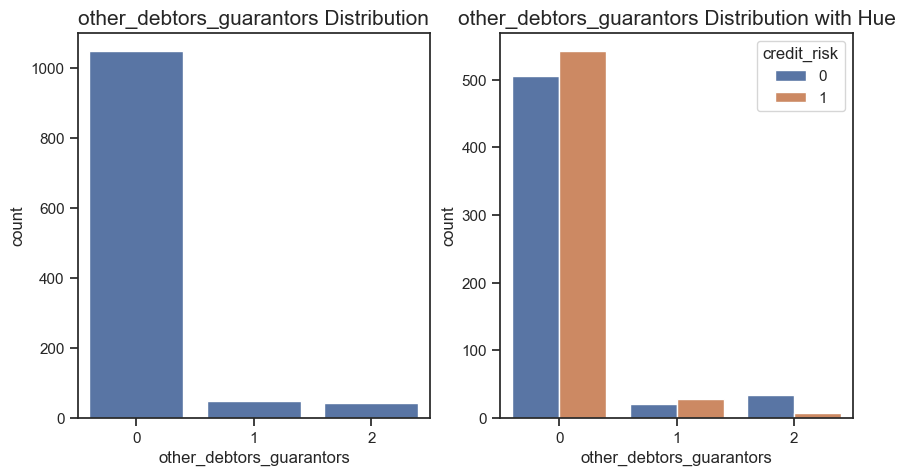 other_debtors_guarantors Distribution
1000
800
600
400
200
0
count
0 1 2
other_debtors_guarantors
other_debtors_guarantors Distribution with Hue
credit_risk
0
1
500
400
300
200
100
0
count
0 1 2
other_debtors_guarantors